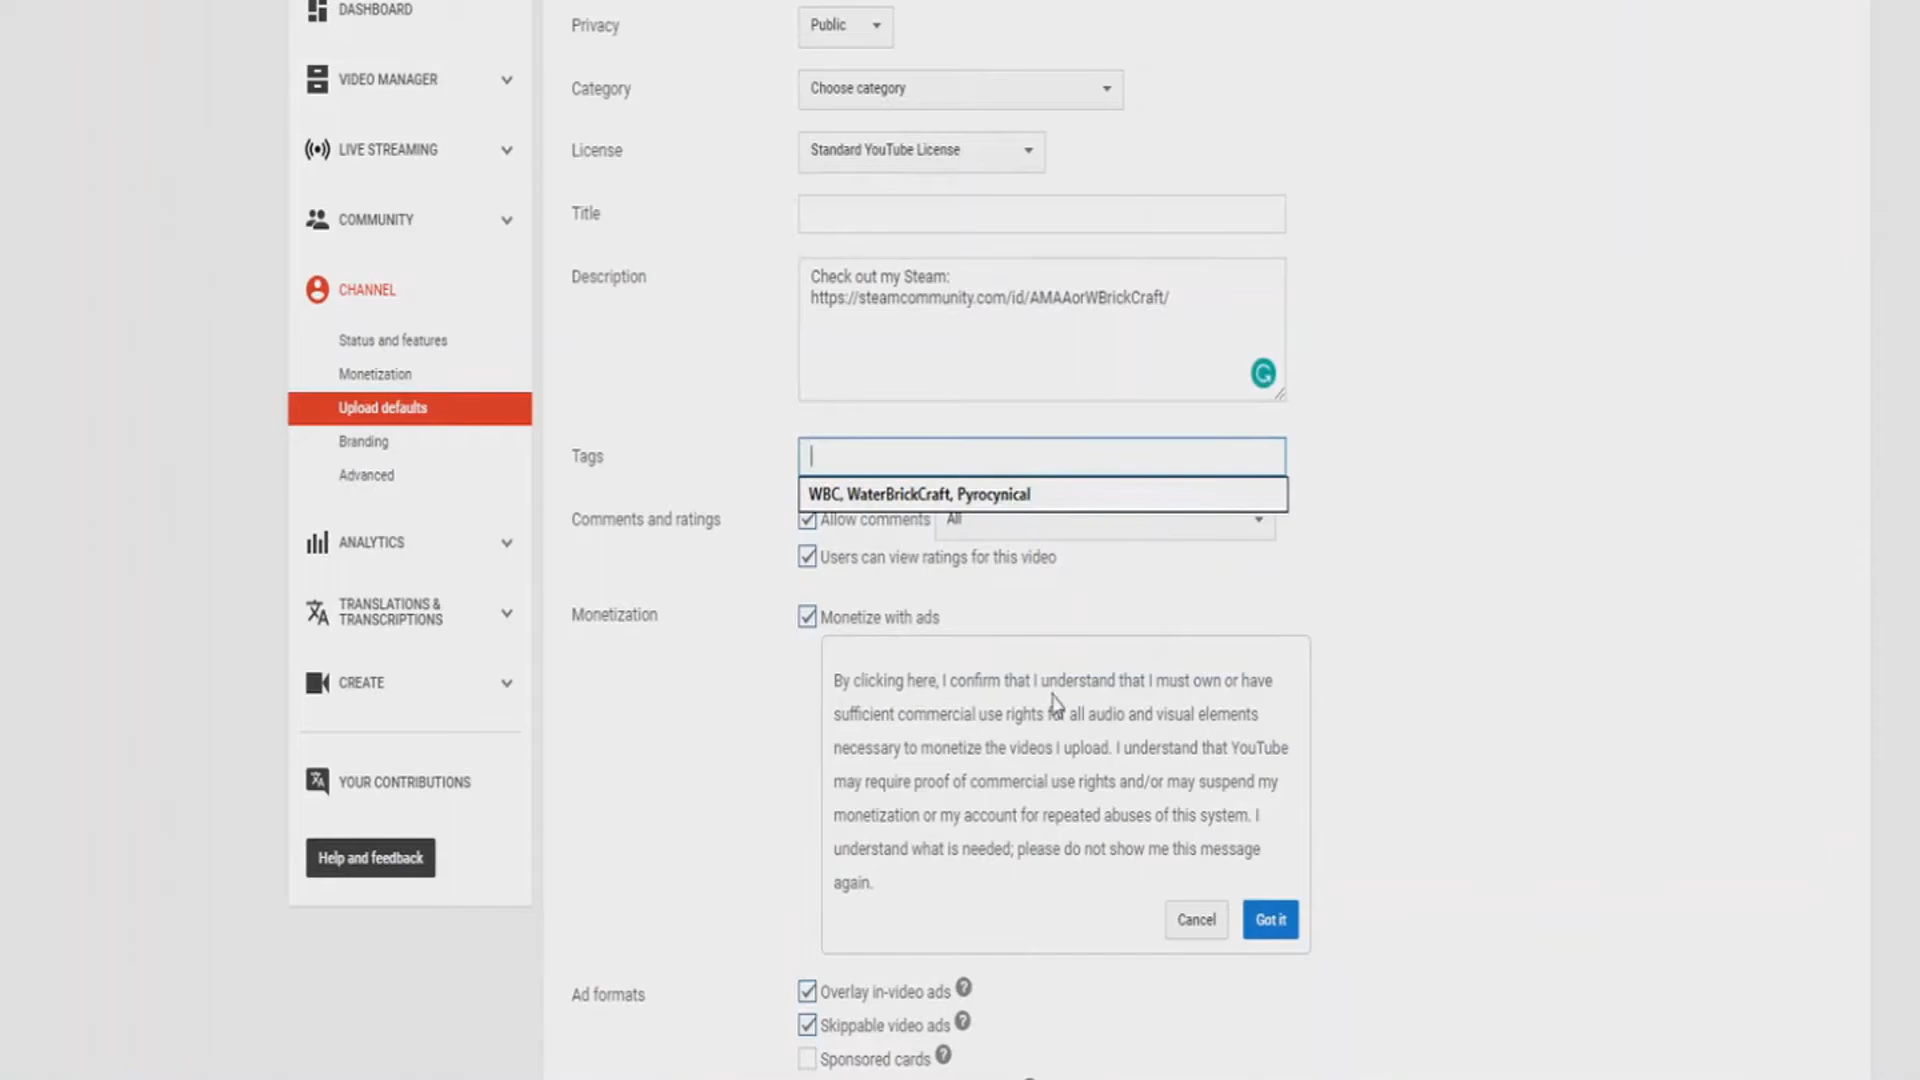 DASHBOARD
VIDEO MANAGER
LIVE STREAMING
COMMUNITY
CHANNEL
Status and features
Monetization
Upload defaults
Branding
Advanced
ANALYTICS
TRANSLATIONS &
TRANSCRIPTIONS
CREATE
YOUR CONTRIBUTIONS
Help and feedback
Privacy
Public
Category
Choose category
License
Standard YouTube License
Title
Description
Check out my Steam:
https://steamcommunity.com/id/AMAAorWBrickCraft/
Tags
WBC, WaterBrickCraft, Pyrocynical
Comments and ratings
Allow comments
All
Users can view ratings for this video
Monetization
Monetize with ads
By clicking here, I confirm that I understand that I must own or have
sufficient commercial use rights for all audio and visual elements
necessary to monetize the videos I upload. I understand that YouTube
may require proof of commercial use rights and/or may suspend my
monetization or my account for repeated abuses of this system. I
understand what is needed; please do not show me this message
again.
Cancel
Got it
Ad formats
Overlay in-video ads
Skippable video ads
Sponsored cards